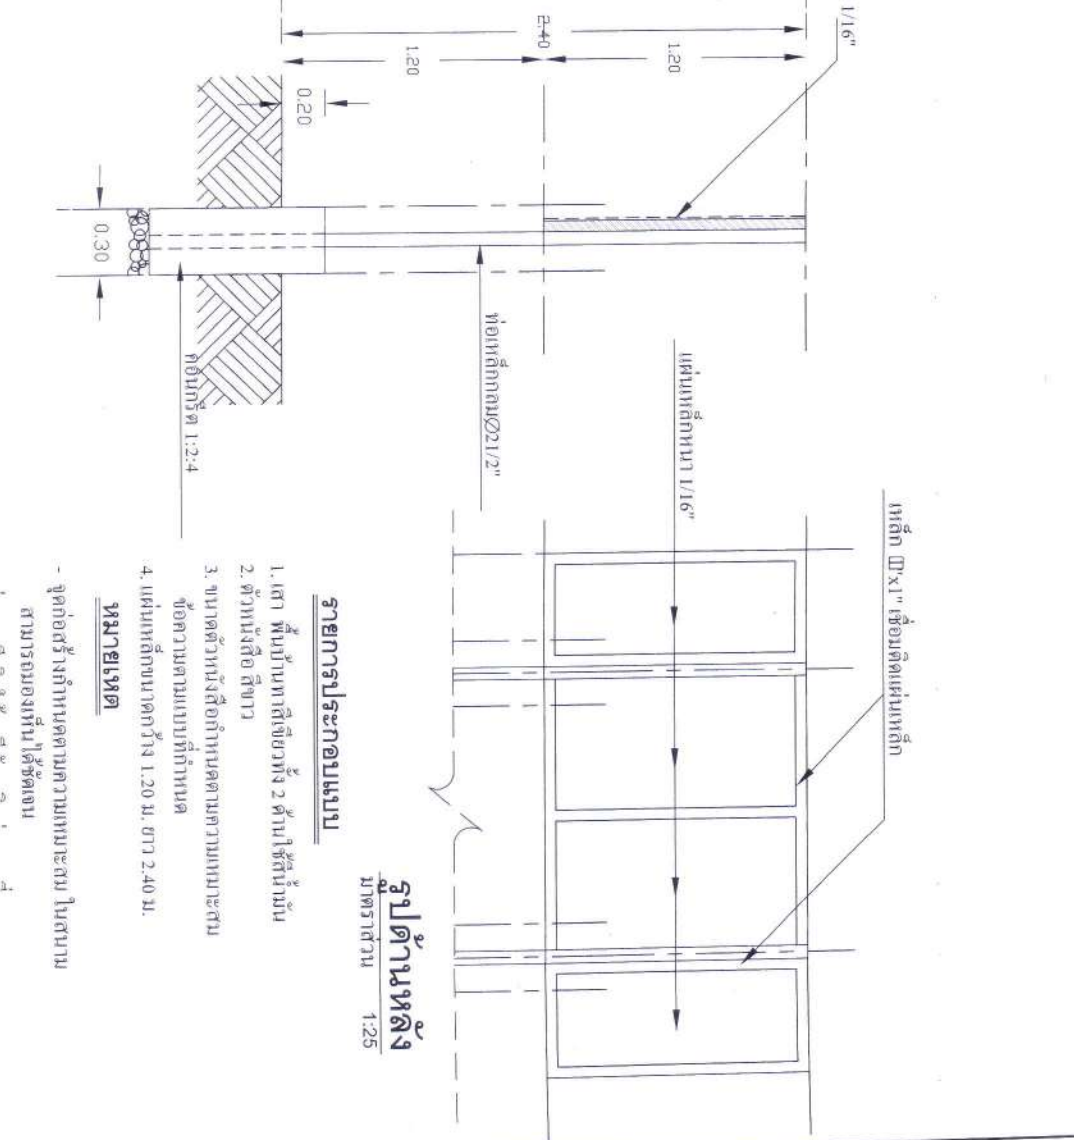 1/16"
2.40
1.20
1.20
0.20
0.30
คอนกรีต 1:2:4
ท่อเหล็กกลมØ21/2"
แผ่นเหล็กหนา 1/16"
เชื่อมติดแผ่นเหล็ก
รูปด้านหลัง
มาตราส่วน 1:25
รายการประกอบแบบ
1. เสา พื้นป้ายทาสีเขียวทั้ง 2 ด้านใช้สีน้ำมัน
2. ตัวหนังสือ สีขาว
3. ขนาดตัวหนังสือกำหนดตามความเหมาะสม
ข้อความตามแบบที่กำหนด
4. แผ่นเหล็กขนาดกว้าง 1.20 ม. ยาว 2.40 ม.
หมายเหตุ
- จุดก่อสร้างกำหนดตามความเหมาะสม ในสนาม
สามารถมองเห็นได้ชัดเจน